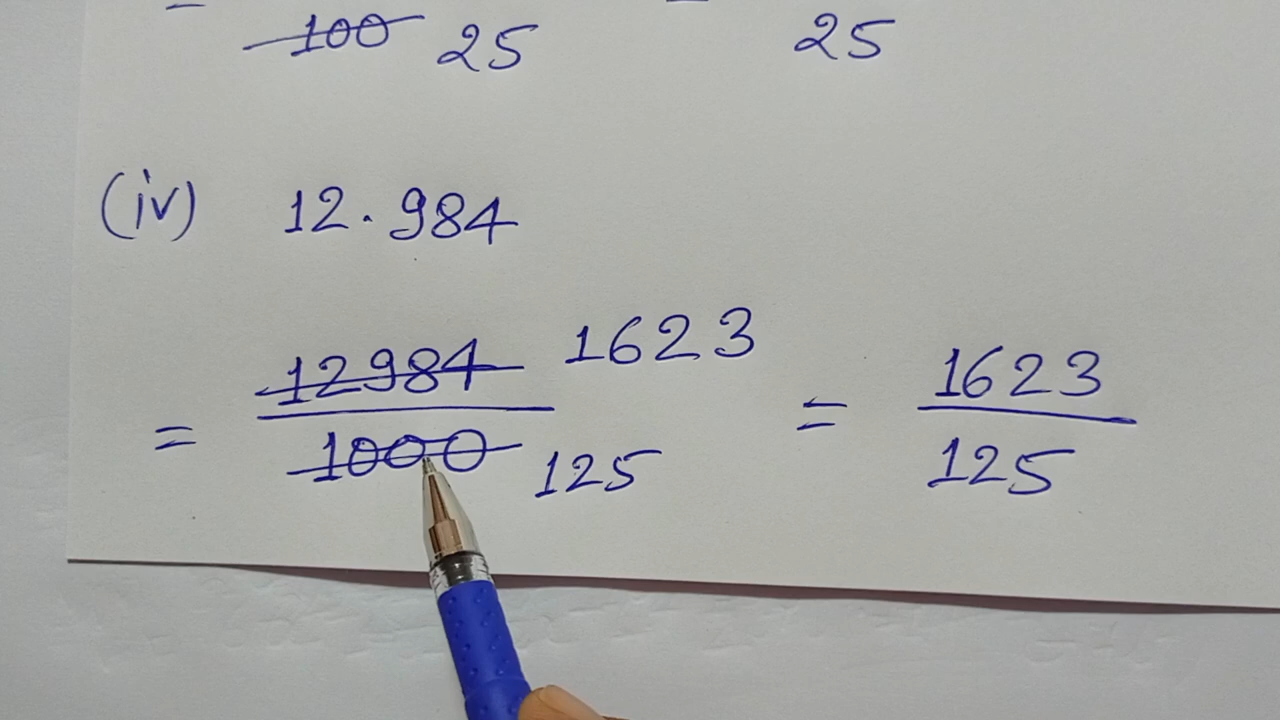 = 100 25 = 25
(iv) 12.984
= 12984/1000 1623/125 = 1623/125